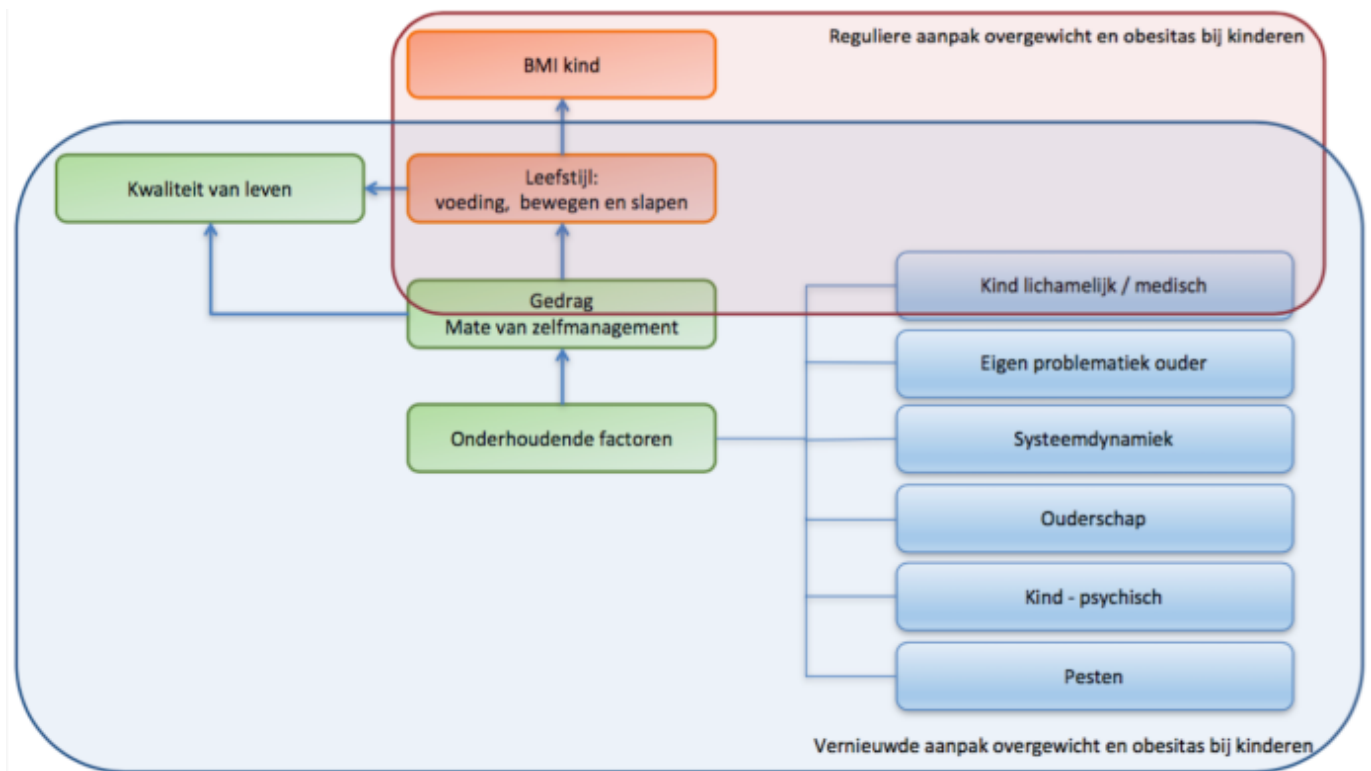 Reguliere aanpak overgewicht en obesitas bij kinderen
BMI kind
Kwaliteit van leven
Leefstijl:
voeding, bewegen en slapen
Gedrag
Mate van zelfmanagement
Onderhoudende factoren
Kind lichamelijk / medisch
Eigen problematiek ouder
Systeemdynamiek
Ouderschap
Kind - psychisch
Pesten
Vernieuwde aanpak overgewicht en obesitas bij kinderen